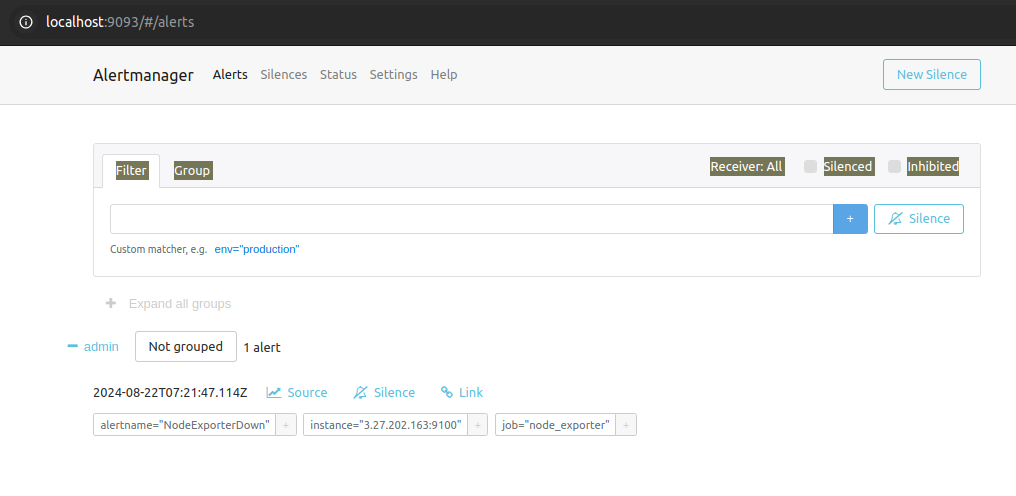 localhost:9093/#/alerts
Alertmanager Alerts Silences Status Settings Help New Silence
Filter Group Receiver: All Silenced Inhibited
+ Silence
Custom matcher, e.g. env="production"
+ Expand all groups
admin Not grouped 1 alert
2024-08-22T07:21:47.114Z Source Silence Link
alertname="NodeExporterDown" + instance="3.27.202.163:9100" + job="node_exporter" +